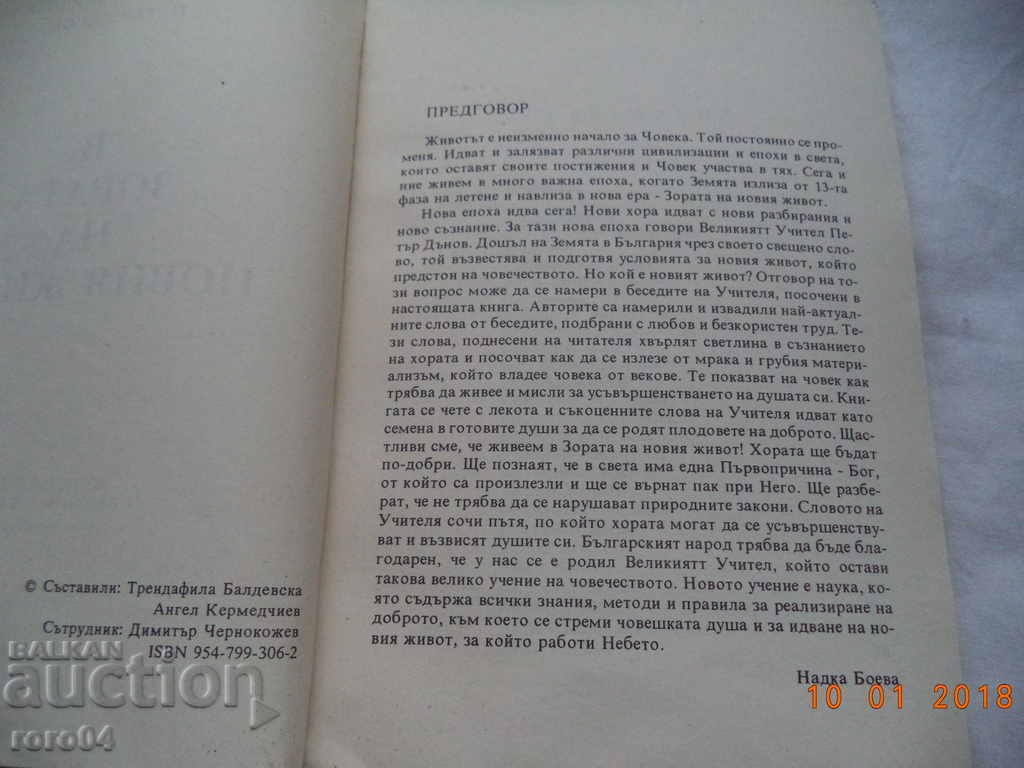 © Съставили: Трендафила Балдевска
Ангел Кермедчиев
Сътрудник: Димитър Чернокожев
ISBN 954-799-306-2
ПРЕДГОВОР
Животът е неизменно начало за Човека. Той постоянно се про-
меня. Идват и залязват различни цивилизации и епохи в света,
които оставят своите постижения и Човек участва в тях. Сега и
ние живем в много важна епоха, когато Земята излиза от 13-та
фаза на летене и навлиза в нова ера - Зората на новия живот.
Нова епоха идва сега! Нови хора идват с нови разбирания и
ново съзнание. За тази нова епоха говори Великиятт Учител Пе-
тър Дънов. Дошъл на Земята в България чрез своето свещено сло-
во, той възвестява и подготвя условията за новия живот, който
предстон на човечеството. Но кой е новият живот? Отговор на то-
зи вопрос може да се намери в беседите на Учителя, посочени в
настоящата книга. Авторите са намерили и извадили най-актуал-
ните слова от беседите, подбрани с любов и безкористен труд. Те-
зи слова, поднесени на читателя хвърлят светлина в съзнанието
на хората и посочват как да се излезе от мрака и грубия матери-
ализъм, който владее човека от векове. Те показват на човек как
трябва да живее и мисли за усъвършенстването на душата си. Кни-
гата се чете с лекота и съкоценните слова на Учителя идват като
семена в готовите души за да се родят плодовете на доброто. Щас-
тливи сме, че живеем в Зората на новия живот! Хората ще бъдат
по-добри. Ще познаят, че в света има една Първопричина - Бог,
от който са произлезли и ще се върнат пак при Него. Ще разбе-
рат, че не трябва да се нарушават природните закони. Словото на
Учителя сочи пътя, по който хората могат да се усъвършенству-
ват и възвисят душите си. Българският народ трябва да бъде бла-
годарен, че у нас се е родил Великиятт Учител, който остави
такова велико учение на човечеството. Новото учение е наука, ко-
ято съдържа всички знания, методи и правила за реализиране на
доброто, към което се стреми човешката душа и за идване на но-
вия живот, за който работи Небето.
Надка Боева
10 01 2018
BALKAN
auction
roro04